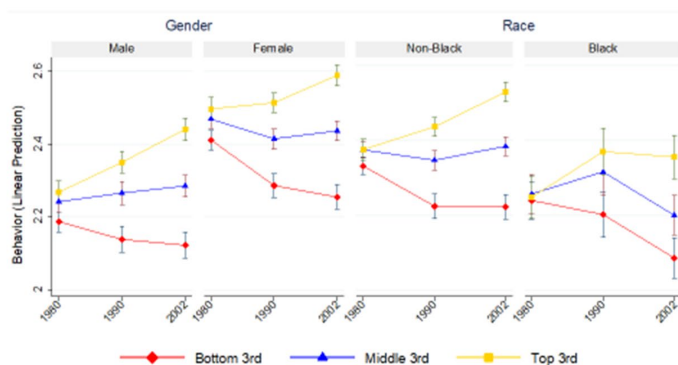 Gender Race
Male Female Non-Black Black
Behavior (Linear Prediction)
2.6
2.4
2.2
2
1980 1990 2002 1980 1990 2002 1980 1990 2002 1980 1990 2002
Bottom 3rd Middle 3rd Top 3rd